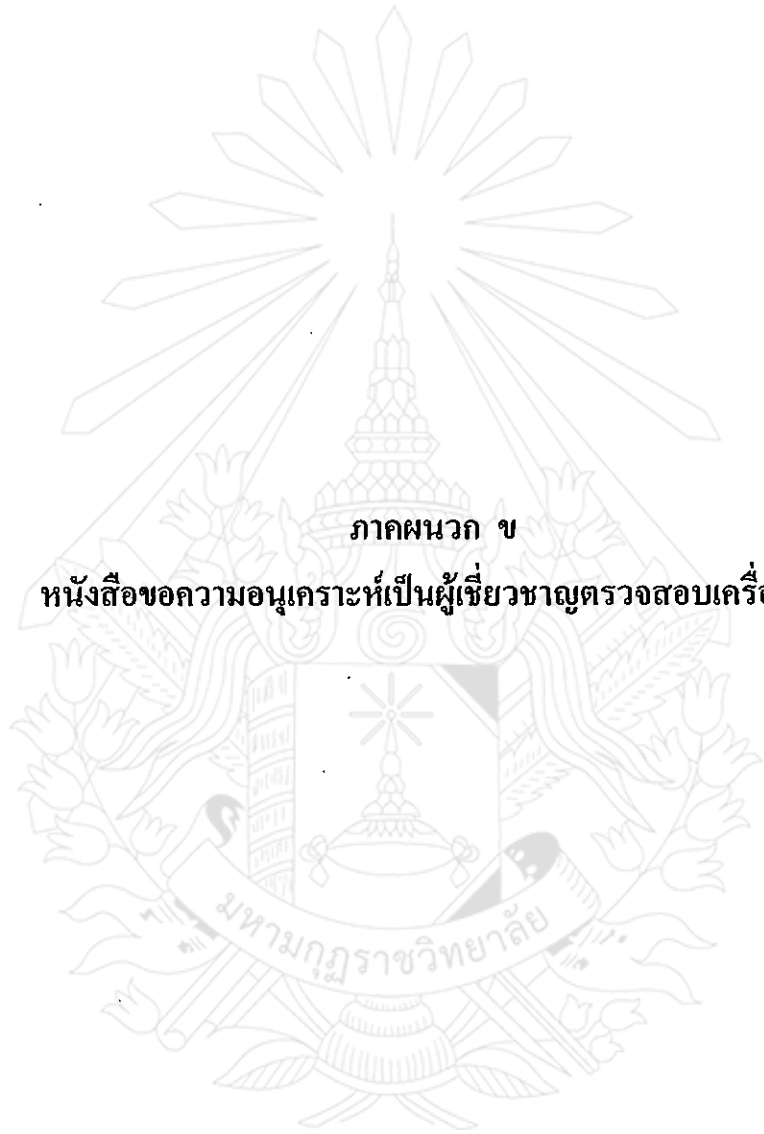 ภาคผนวก ข
หนังสือขอความอนุเคราะห์เป็นผู้เชี่ยวชาญตรวจสอบเครื่อ
มหามกุฏราชวิทยาลัย